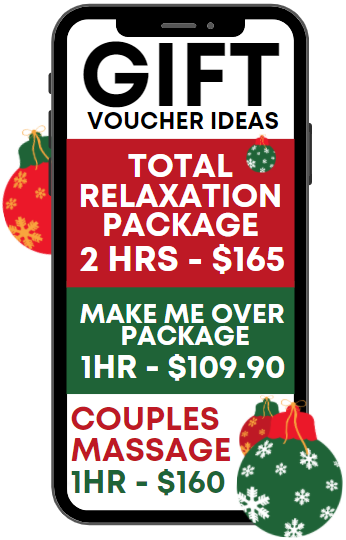 GIFT
VOUCHER IDEAS
TOTAL
RELAXATION
PACKAGE
2 HRS - $165
MAKE ME OVER
PACKAGE
1HR - $109.90
COUPLES
MASSAGE
1HR - $160